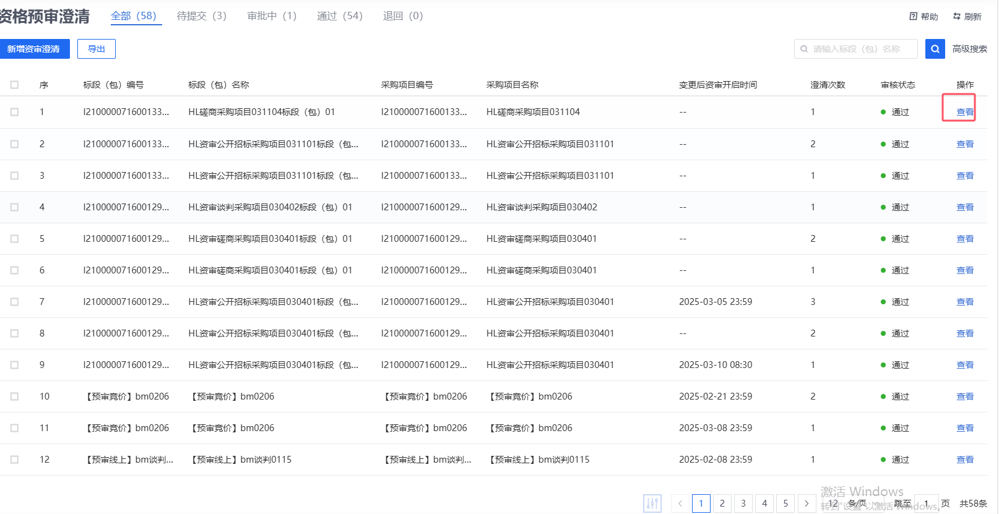 资格预审澄清 全部（58） 待提交（3） 审批中（1） 通过（54） 退回（0） 帮助 刷新
新增资审澄清 导出 请输入标段（包）名称 高级搜索
序 标段（包）编号 标段（包）名称 采购项目编号 采购项目名称 变更后资审开启时间 澄清次数 审核状态 操作
1 I210000071600133... HL磋商采购项目031104标段（包）01 I210000071600133... HL磋商采购项目031104 -- 1 通过 查看
2 I210000071600133... HL资审公开招标采购项目031101标段（包... I210000071600133... HL资审公开招标采购项目031101 -- 2 通过 查看
3 I210000071600133... HL资审公开招标采购项目031101标段（包... I210000071600133... HL资审公开招标采购项目031101 -- 1 通过 查看
4 I210000071600129... HL资审谈判采购项目030402标段（包）01 I210000071600129... HL资审谈判采购项目030402 -- 1 通过 查看
5 I210000071600129... HL资审磋商采购项目030401标段（包）01 I210000071600129... HL资审磋商采购项目030401 -- 2 通过 查看
6 I210000071600129... HL资审磋商采购项目030401标段（包）01 I210000071600129... HL资审磋商采购项目030401 -- 1 通过 查看
7 I210000071600129... HL资审公开招标采购项目030401标段（包... I210000071600129... HL资审公开招标采购项目030401 2025-03-05 23:59 3 通过 查看
8 I210000071600129... HL资审公开招标采购项目030401标段（包... I210000071600129... HL资审公开招标采购项目030401 -- 2 通过 查看
9 I210000071600129... HL资审公开招标采购项目030401标段（包... I210000071600129... HL资审公开招标采购项目030401 2025-03-10 08:30 1 通过 查看
10 【预审竞价】bm0206 【预审竞价】bm0206 【预审竞价】bm0206 【预审竞价】bm0206 2025-02-21 23:59 2 通过 查看
11 【预审竞价】bm0206 【预审竞价】bm0206 【预审竞价】bm0206 【预审竞价】bm0206 2025-03-08 23:59 1 通过 查看
12 【预审线上】bm谈判... 【预审线上】bm谈判0115 【预审线上】bm谈判... 【预审线上】bm谈判0115 2025-02-08 23:59 1 通过 查看
激活 Windows
1 2 3 4 5 12 条/页 跳至 1 页 共58条
转到"设置"以激活 Windows。